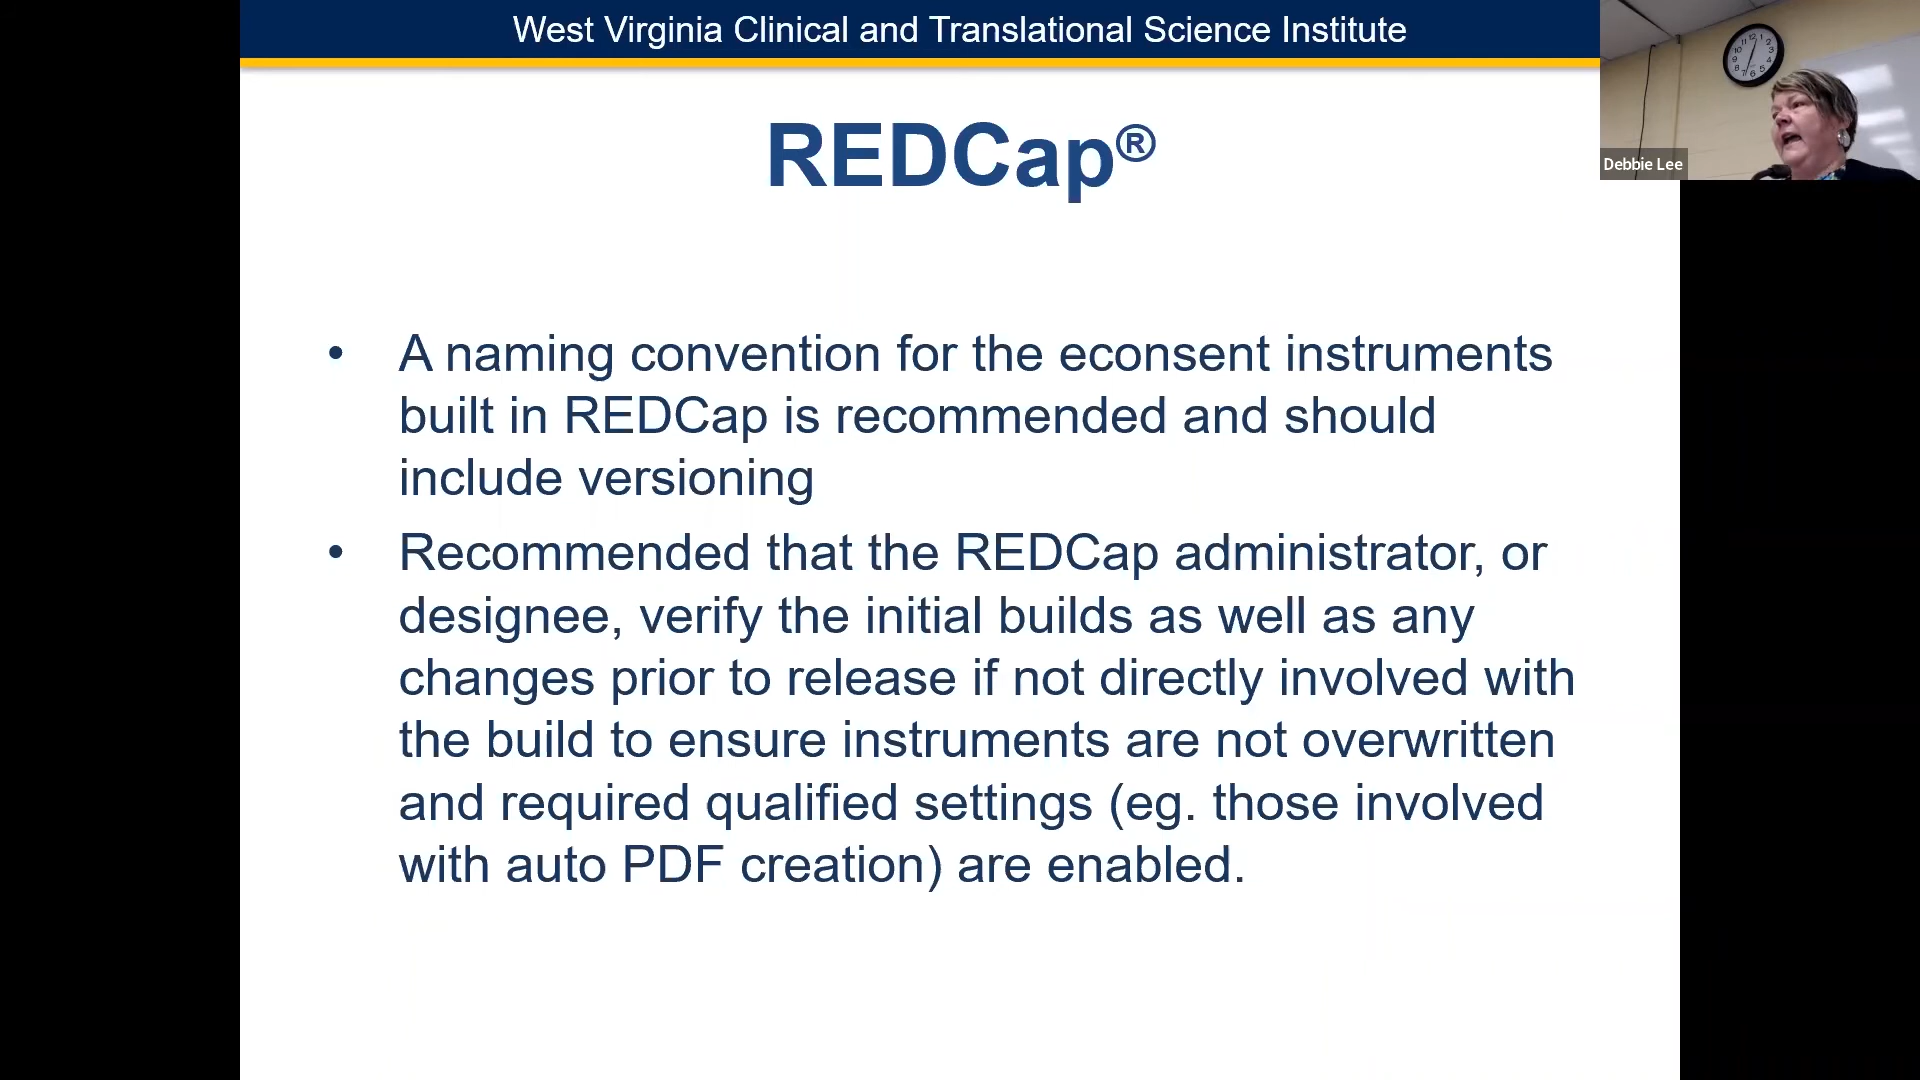 West Virginia Clinical and Translational Science Institute
Debbie Lee
REDCap®
• A naming convention for the econsent instruments
built in REDCap is recommended and should
include versioning
• Recommended that the REDCap administrator, or
designee, verify the initial builds as well as any
changes prior to release if not directly involved with
the build to ensure instruments are not overwritten
and required qualified settings (eg. those involved
with auto PDF creation) are enabled.